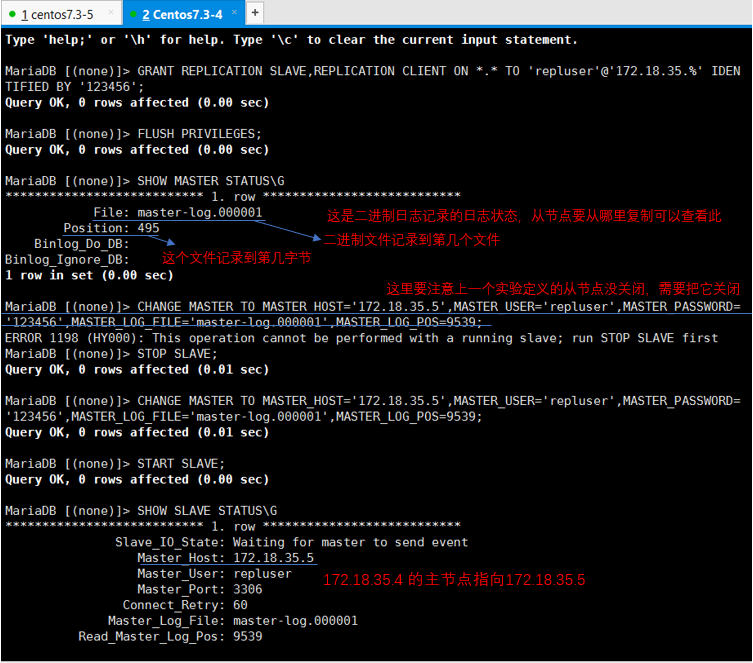 1 centos7.3-5 × 2 Centos7.3-4 × +
Type 'help;' or '\h' for help. Type '\c' to clear the current input statement.
MariaDB [(none)]> GRANT REPLICATION SLAVE,REPLICATION CLIENT ON *.* TO 'repluser'@'172.18.35.%' IDEN
TIFIED BY '123456';
Query OK, 0 rows affected (0.00 sec)
MariaDB [(none)]> FLUSH PRIVILEGES;
Query OK, 0 rows affected (0.00 sec)
MariaDB [(none)]> SHOW MASTER STATUS\G
*************************** 1. row ***************************
File: master-log.000001
这是二进制日志记录的日志状态，从节点要从哪里复制可以查看此
Position: 495
二进制文件记录到第几个文件
Binlog_Do_DB:
这个文件记录到第几字节
Binlog_Ignore_DB:
1 row in set (0.00 sec)
这里要注意上一个实验定义的从节点没关闭，需要把它关闭
MariaDB [(none)]> CHANGE MASTER TO MASTER_HOST='172.18.35.5',MASTER_USER='repluser',MASTER_PASSWORD=
'123456',MASTER_LOG_FILE='master-log.000001',MASTER_LOG_POS=9539;
ERROR 1198 (HY000): This operation cannot be performed with a running slave; run STOP SLAVE first
MariaDB [(none)]> STOP SLAVE;
Query OK, 0 rows affected (0.01 sec)
MariaDB [(none)]> CHANGE MASTER TO MASTER_HOST='172.18.35.5',MASTER_USER='repluser',MASTER_PASSWORD=
'123456',MASTER_LOG_FILE='master-log.000001',MASTER_LOG_POS=9539;
Query OK, 0 rows affected (0.01 sec)
MariaDB [(none)]> START SLAVE;
Query OK, 0 rows affected (0.00 sec)
MariaDB [(none)]> SHOW SLAVE STATUS\G
*************************** 1. row ***************************
Slave_IO_State: Waiting for master to send event
Master_Host: 172.18.35.5
Master_User: repluser
172.18.35.4 的主节点指向172.18.35.5
Master_Port: 3306
Connect_Retry: 60
Master_Log_File: master-log.000001
Read_Master_Log_Pos: 9539